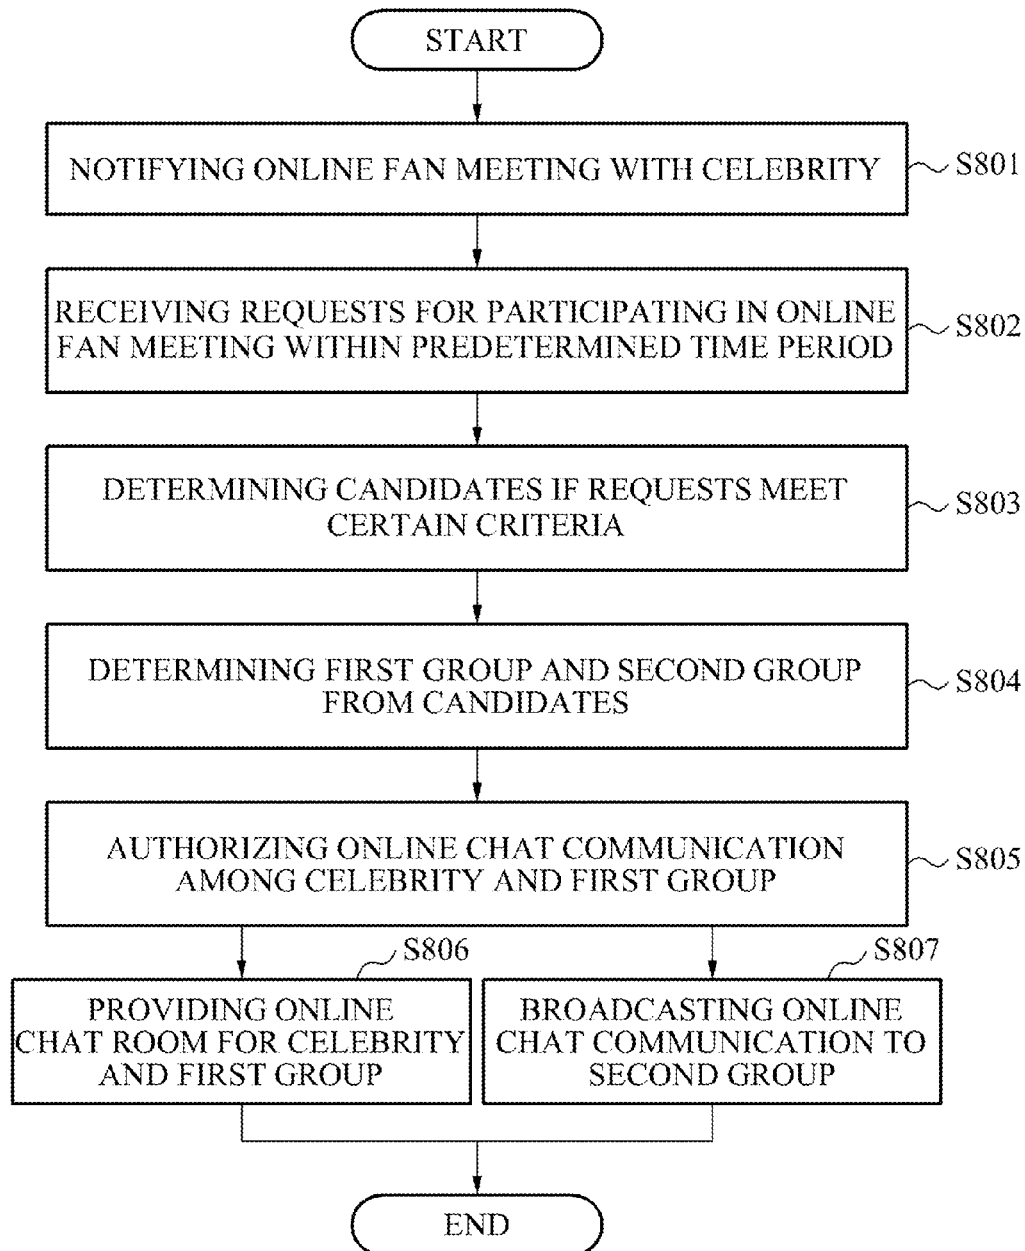 START
NOTIFYING ONLINE FAN MEETING WITH CELEBRITY
S801
RECEIVING REQUESTS FOR PARTICIPATING IN ONLINE
FAN MEETING WITHIN PREDETERMINED TIME PERIOD
S802
DETERMINING CANDIDATES IF REQUESTS MEET
CERTAIN CRITERIA
S803
DETERMINING FIRST GROUP AND SECOND GROUP
FROM CANDIDATES
S804
AUTHORIZING ONLINE CHAT COMMUNICATION
AMONG CELEBRITY AND FIRST GROUP
S805
S806
PROVIDING ONLINE
CHAT ROOM FOR CELEBRITY
AND FIRST GROUP
S807
BROADCASTING ONLINE
CHAT COMMUNICATION TO
SECOND GROUP
END